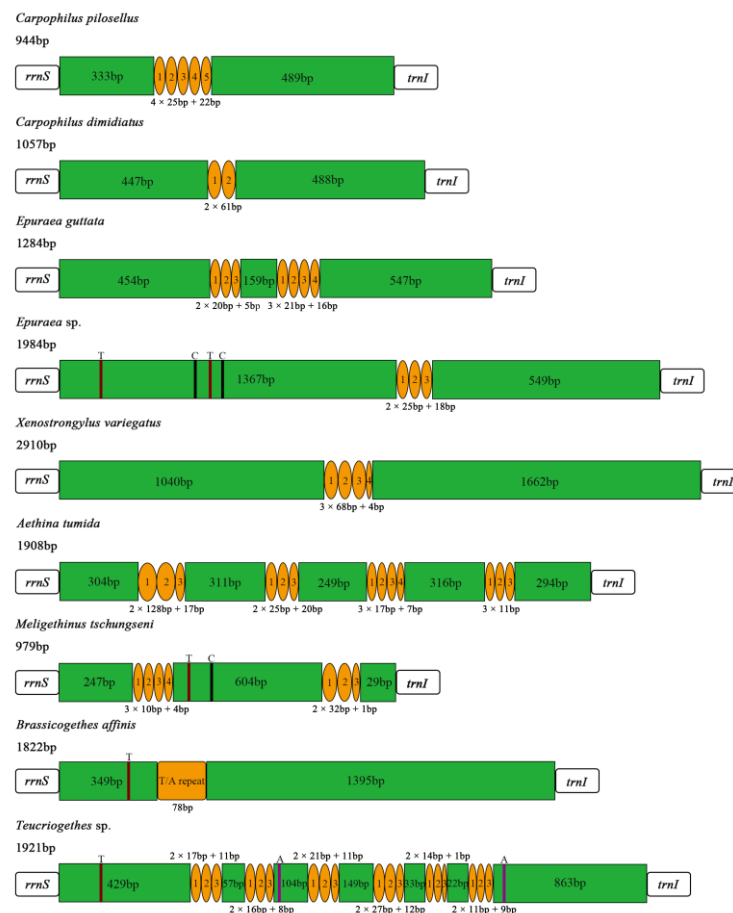 Carpophilus pilosellus
944bp
rrnS 333bp 1 2 3 4 5 489bp trnI
4 × 25bp + 22bp
Carpophilus dimidiatus
1057bp
rrnS 447bp 1 2 488bp trnI
2 × 61bp
Epuraea guttata
1284bp
rrnS 454bp 1 2 3 159bp 1 2 3 4 547bp trnI
2 × 20bp + 5bp 3 × 21bp + 16bp
Epuraea sp.
1984bp
T C T C
rrnS 1367bp 1 2 3 549bp trnI
2 × 25bp + 18bp
Xenostrongylus variegatus
2910bp
rrnS 1040bp 1 2 3 4 1662bp trnI
3 × 68bp + 4bp
Aethina tumida
1908bp
rrnS 304bp 1 2 3 311bp 1 2 3 249bp 1 2 3 4 316bp 1 2 3 294bp trnI
2 × 128bp + 17bp 2 × 25bp + 20bp 3 × 17bp + 7bp 3 × 11bp
Meligethinus tschungseni
979bp
T C
rrnS 247bp 1 2 3 4 604bp 1 2 3 29bp trnI
3 × 10bp + 4bp 2 × 32bp + 1bp
Brassicogethes affinis
1822bp
T
rrnS 349bp T/A repeat 1395bp trnI
78bp
Teucriogethes sp.
1921bp
2 × 17bp + 11bp 2 × 21bp + 11bp 2 × 14bp + 1bp
T A A
rrnS 429bp 1 2 3 57bp 1 2 3 104bp 1 2 3 149bp 1 2 3 33bp 1 2 3 22bp 1 2 3 863bp trnI
2 × 16bp + 8bp 2 × 27bp + 12bp 2 × 11bp + 9bp